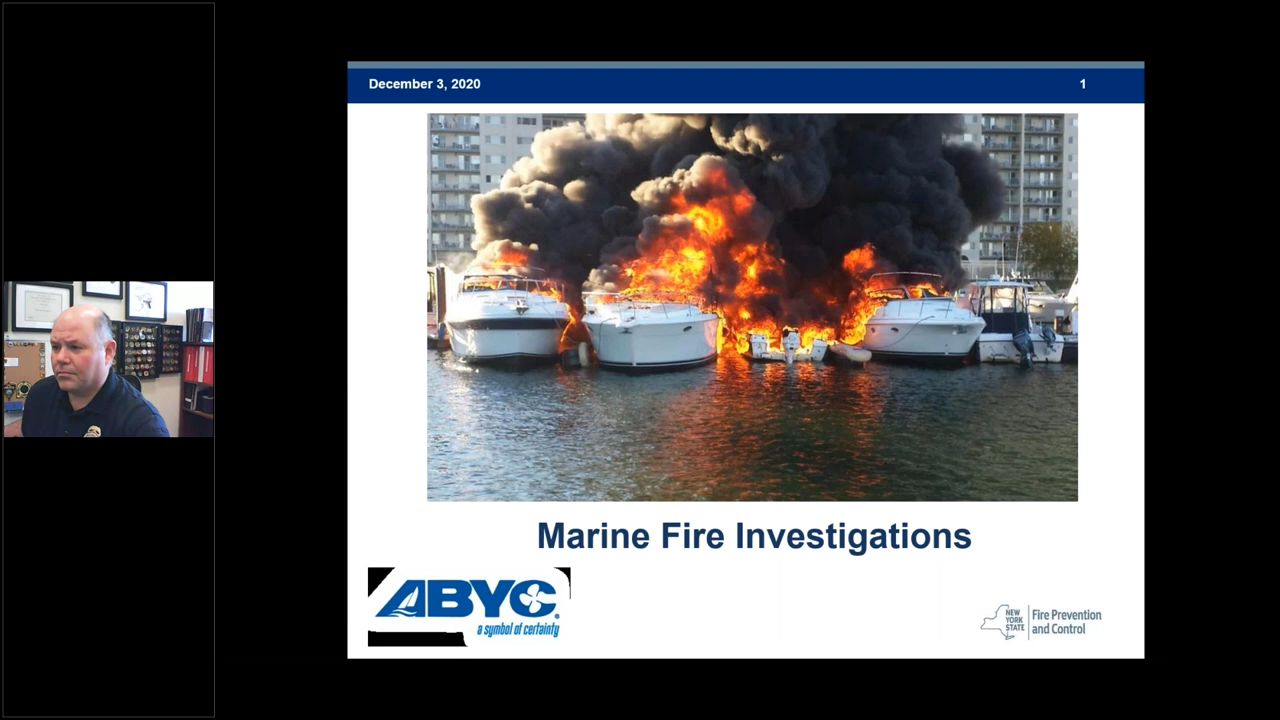 December 3, 2020
1
Marine Fire Investigations
ABYC
a symbol of certainty
NEW
YORK
STATE
Fire Prevention
and Control